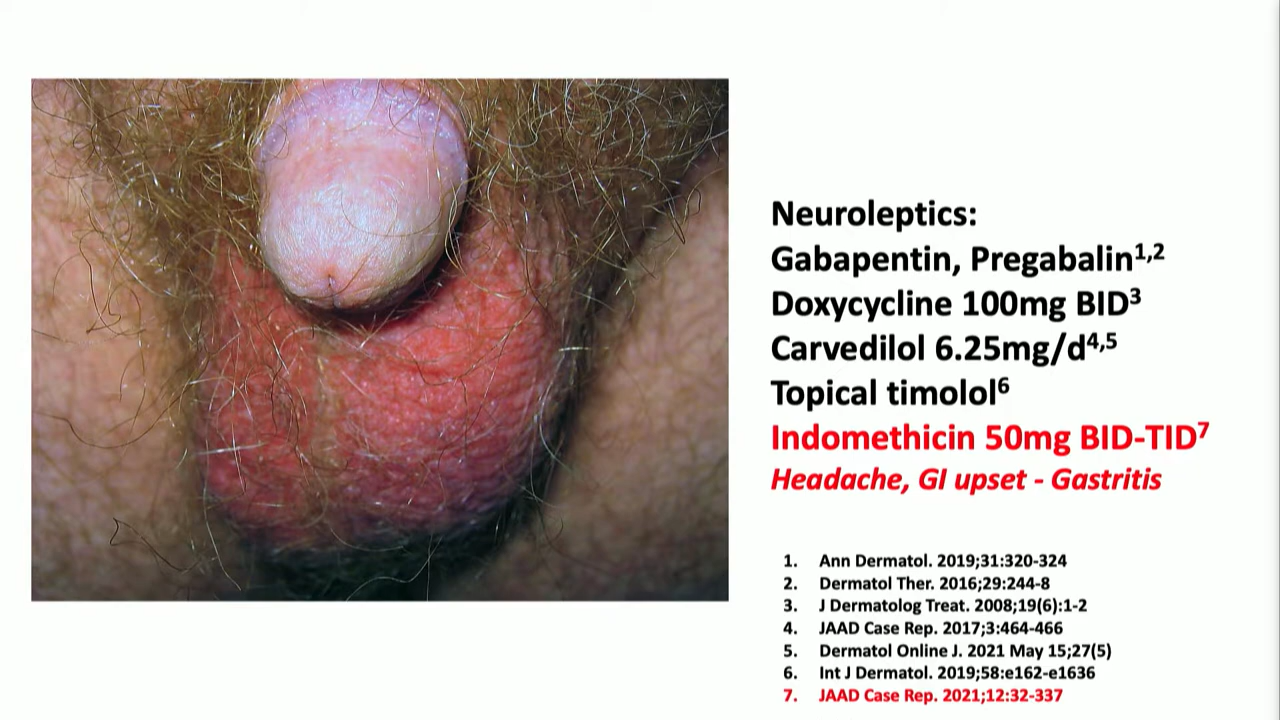 Neuroleptics:
Gabapentin, Pregabalin1,2
Doxycycline 100mg BID3
Carvedilol 6.25mg/d4,5
Topical timolol6
Indomethicin 50mg BID-TID7
Headache, GI upset - Gastritis
1. Ann Dermatol. 2019;31:320-324
2. Dermatol Ther. 2016;29:244-8
3. J Dermatolog Treat. 2008;19(6):1-2
4. JAAD Case Rep. 2017;3:464-466
5. Dermatol Online J. 2021 May 15;27(5)
6. Int J Dermatol. 2019;58:e162-e1636
7. JAAD Case Rep. 2021;12:32-337